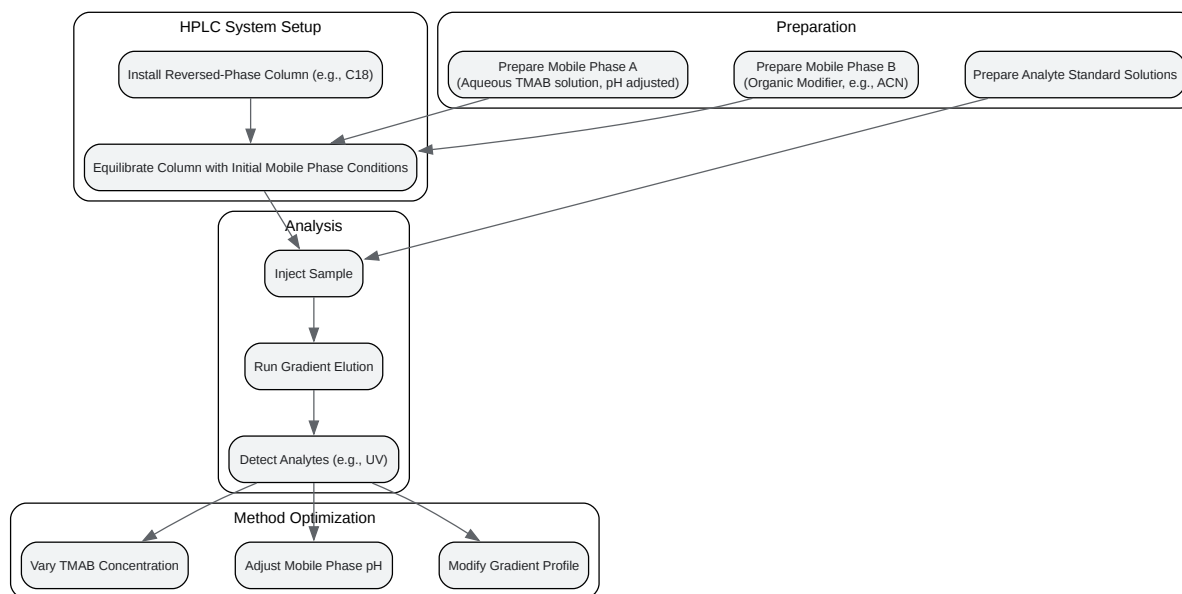 HPLC System Setup
Preparation
Install Reversed-Phase Column (e.g., C18)
Prepare Mobile Phase A
(Aqueous TMAB solution, pH adjusted)
Prepare Mobile Phase B
(Organic Modifier, e.g., ACN)
Prepare Analyte Standard Solutions
Equilibrate Column with Initial Mobile Phase Conditions
Analysis
Inject Sample
Run Gradient Elution
Detect Analytes (e.g., UV)
Method Optimization
Vary TMAB Concentration
Adjust Mobile Phase pH
Modify Gradient Profile